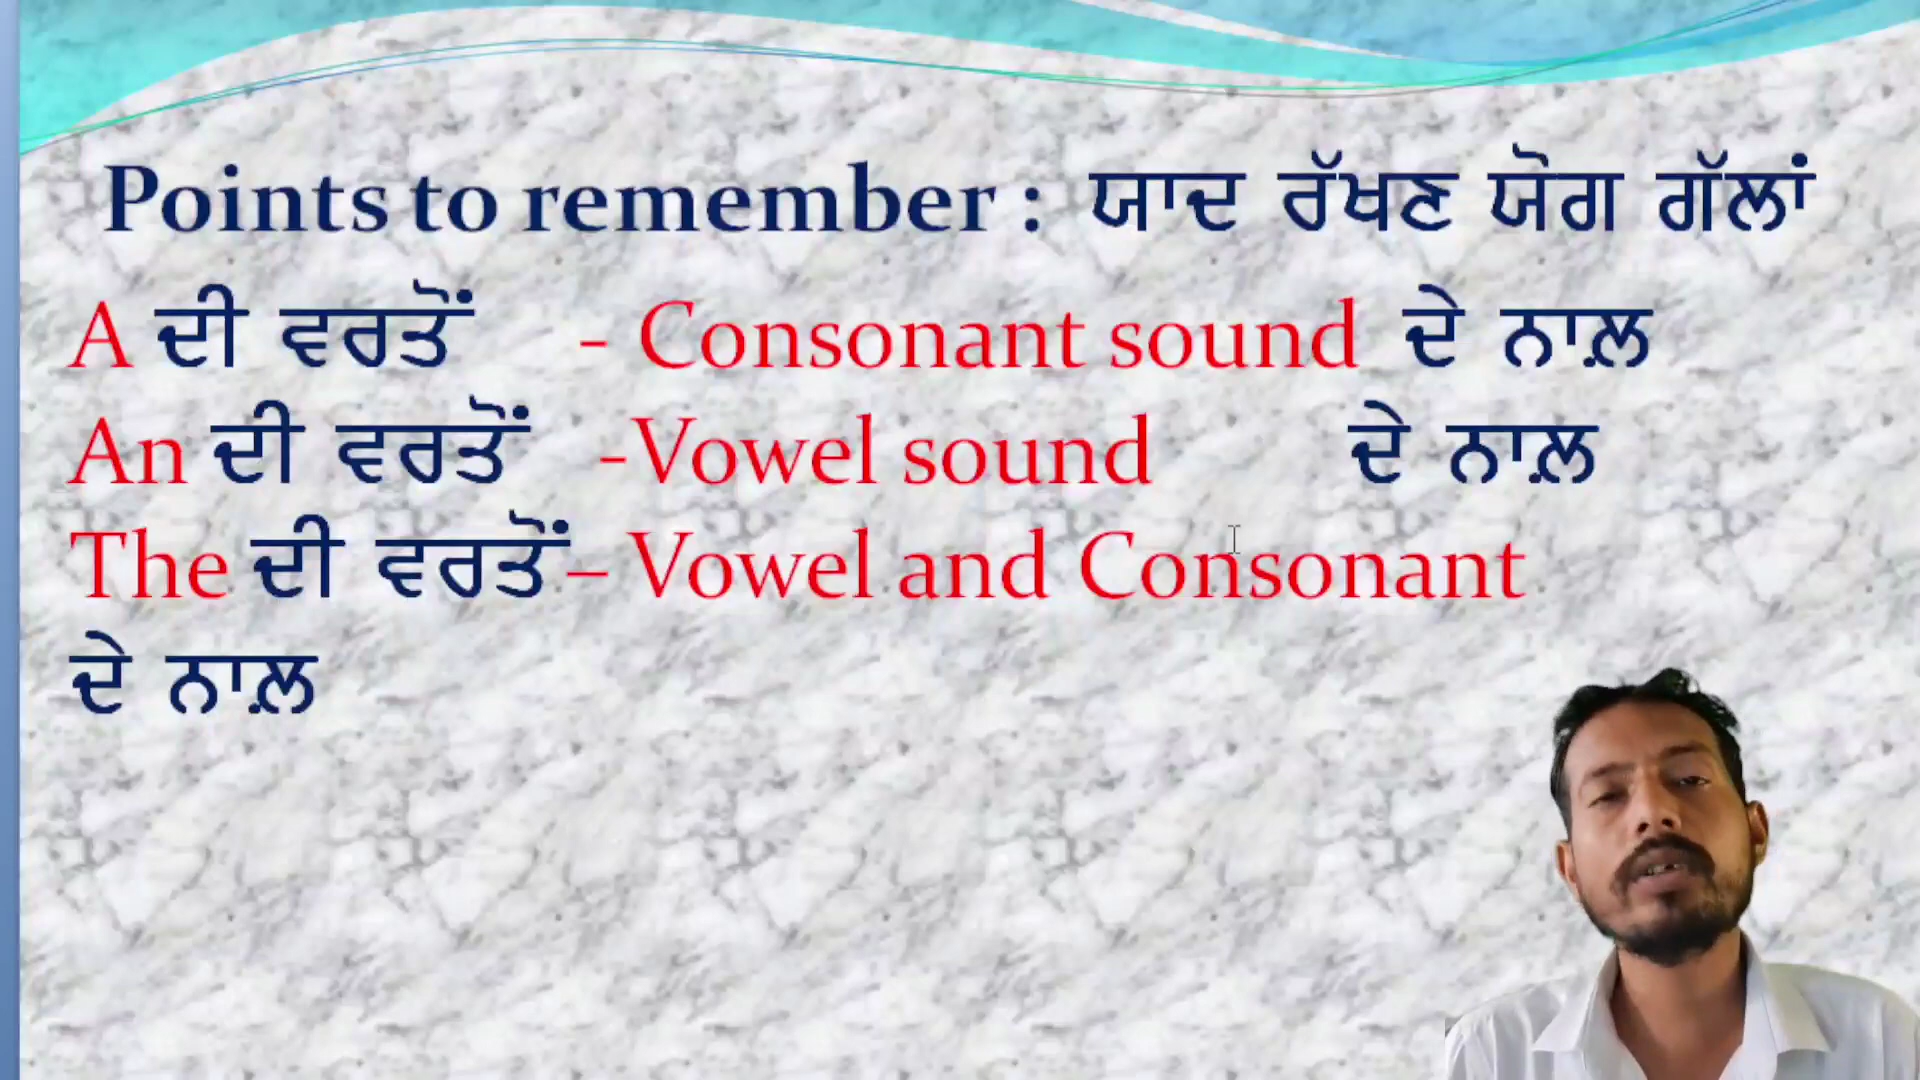 Points to remember : ਯਾਦ ਰੱਖਣ ਯੋਗ ਗੱਲਾਂ
A ਦੀ ਵਰਤੋਂ - Consonant sound ਦੇ ਨਾਲ਼
An ਦੀ ਵਰਤੋਂ -Vowel sound ਦੇ ਨਾਲ਼
The ਦੀ ਵਰਤੋਂ– Vowel and Consonant
ਦੇ ਨਾਲ਼